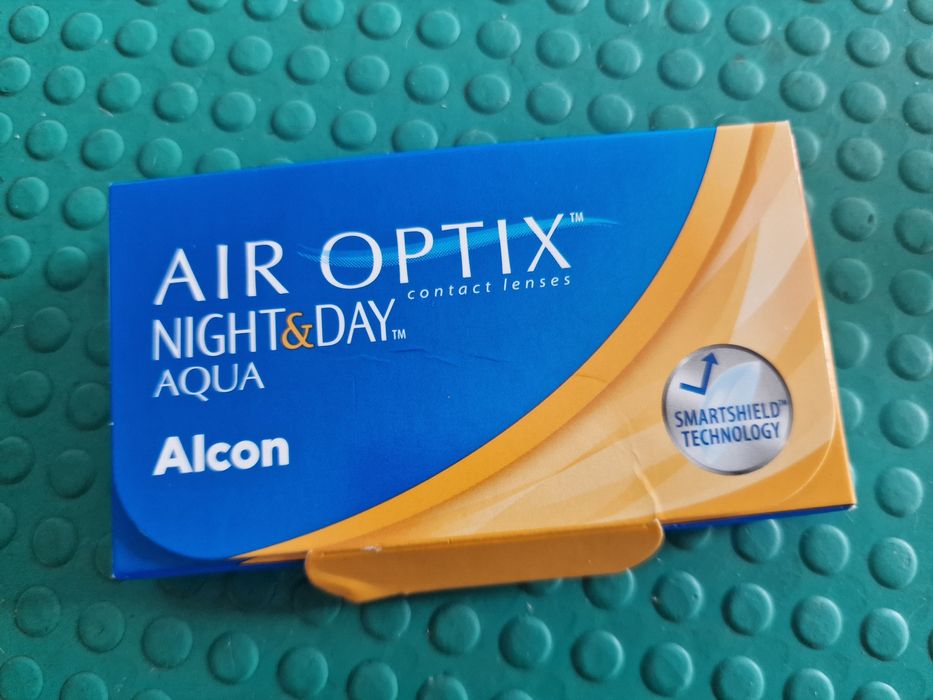 AIR OPTIX™
contact lenses
NIGHT&DAY™
AQUA
Alcon
SMARTSHIELD™
TECHNOLOGY